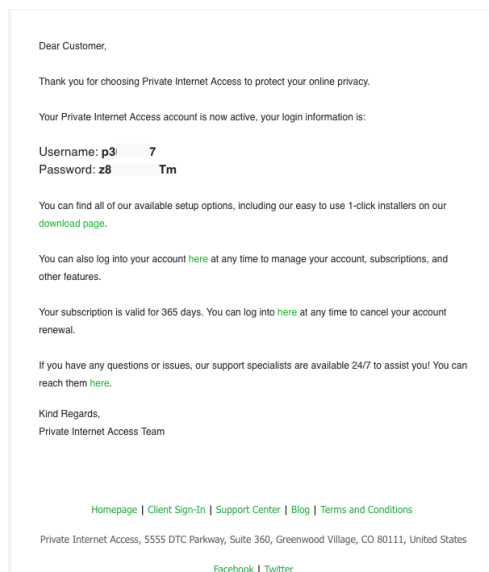 Dear Customer,
Thank you for choosing Private Internet Access to protect your online privacy.
Your Private Internet Access account is now active, your login information is:
Username: p3 7
Password: z8 Tm
You can find all of our available setup options, including our easy to use 1-click installers on our
download page.
You can also log into your account here at any time to manage your account, subscriptions, and
other features.
Your subscription is valid for 365 days. You can log into here at any time to cancel your account
renewal.
If you have any questions or issues, our support specialists are available 24/7 to assist you! You can
reach them here.
Kind Regards,
Private Internet Access Team
Homepage | Client Sign-In | Support Center | Blog | Terms and Conditions
Private Internet Access, 5555 DTC Parkway, Suite 360, Greenwood Village, CO 80111, United States
Facebook | Twitter